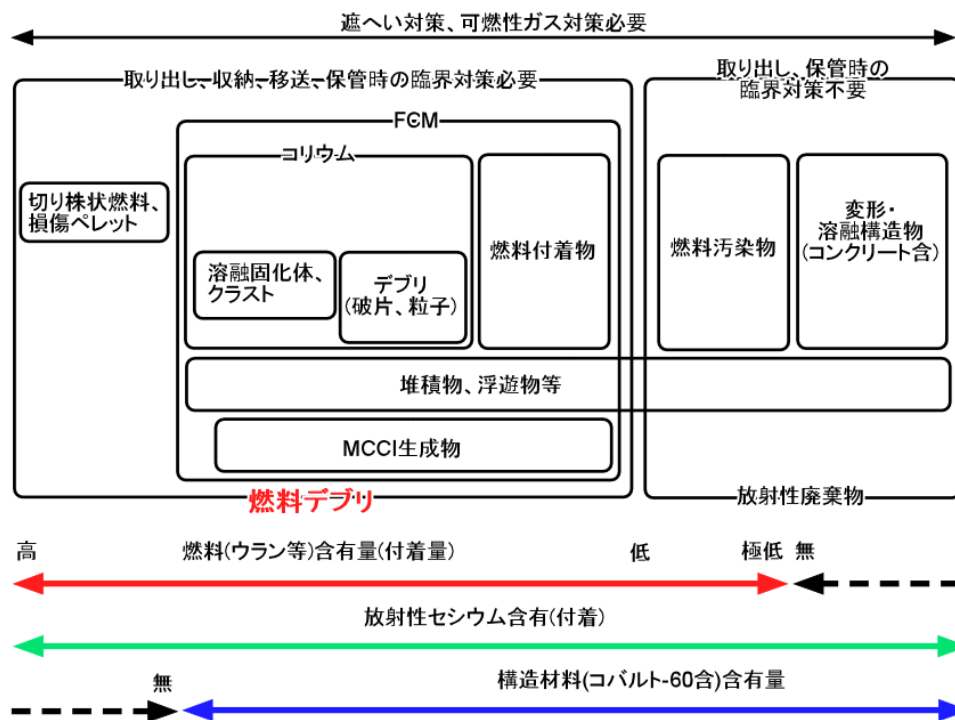 遮へい対策、可燃性ガス対策必要
取り出し、収納、移送、保管時の臨界対策必要
取り出し、保管時の
臨界対策不要
FCM
コリウム
切り株状燃料、
損傷ペレット
溶融固化体、
クラスト
デブリ
(破片、粒子)
燃料付着物
燃料汚染物
変形・
溶融構造物
(コンクリート含)
堆積物、浮遊物等
MCCI生成物
燃料デブリ
放射性廃棄物
高
燃料(ウラン等)含有量(付着量)
低
極低
無
放射性セシウム含有(付着)
無
構造材料(コバルト-60含)含有量